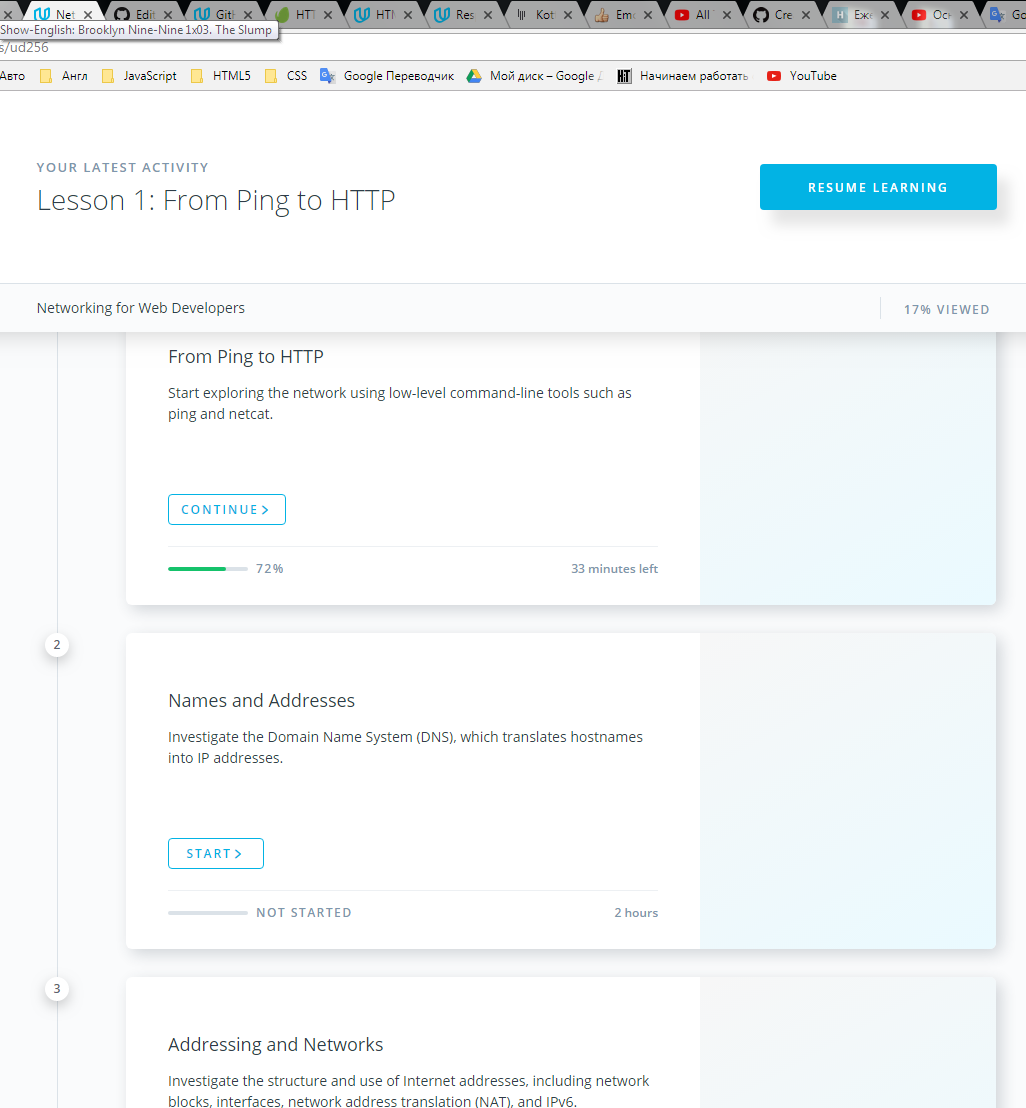 Net
Edit
Gitl
HT
HTM
Res
Kot
Em
All
Cre
Еже
Go
Show-English: Brooklyn Nine-Nine 1x03. The Slump
s/ud256
Авто Англ JavaScript HTML5 CSS Google Переводчик Мой диск – Google Начинаем работать YouTube
YOUR LATEST ACTIVITY
Lesson 1: From Ping to HTTP
RESUME LEARNING
Networking for Web Developers
17% VIEWED
From Ping to HTTP
Start exploring the network using low-level command-line tools such as
ping and netcat.
CONTINUE
72%
33 minutes left
2
Names and Addresses
Investigate the Domain Name System (DNS), which translates hostnames
into IP addresses.
START
NOT STARTED
2 hours
3
Addressing and Networks
Investigate the structure and use of Internet addresses, including network
blocks, interfaces, network address translation (NAT), and IPv6.